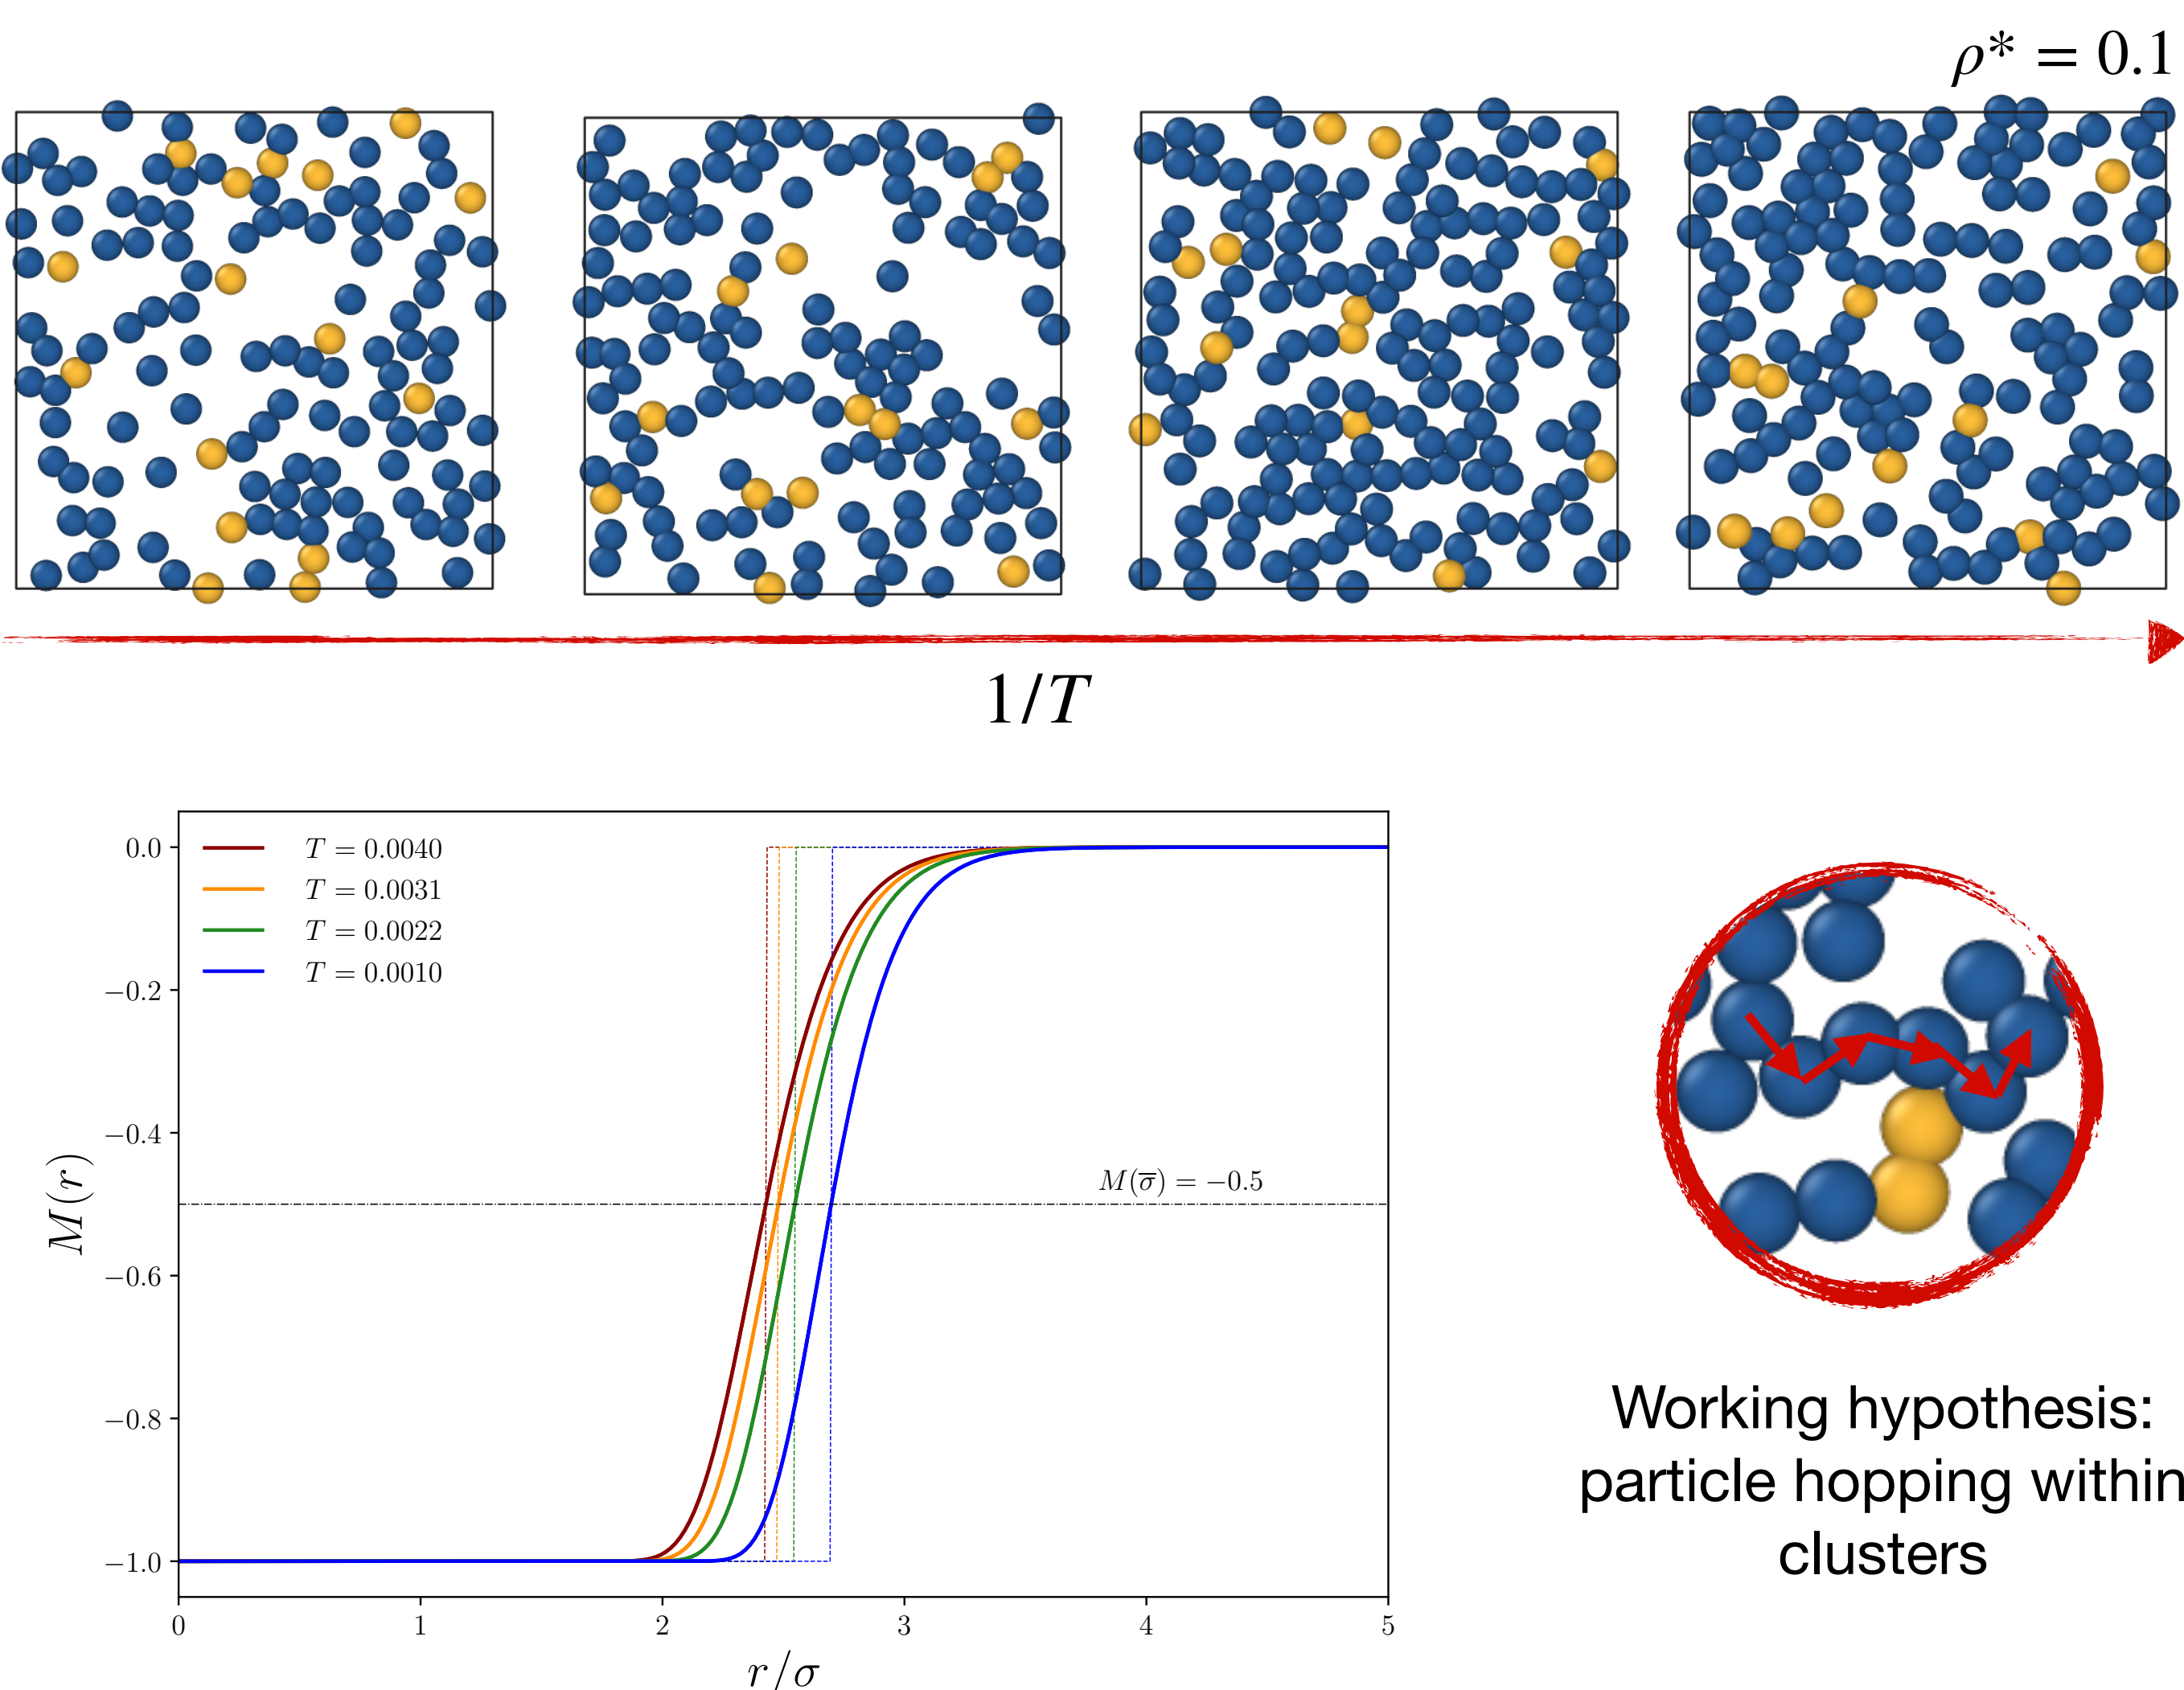 ρ* = 0.1
1/T
0.0
−0.2
−0.4
−0.6
−0.8
−1.0
M(r)
T = 0.0040
T = 0.0031
T = 0.0022
T = 0.0010
M(σ̅) = −0.5
0 1 2 3 4 5
r/σ
Working hypothesis:
particle hopping within
clusters